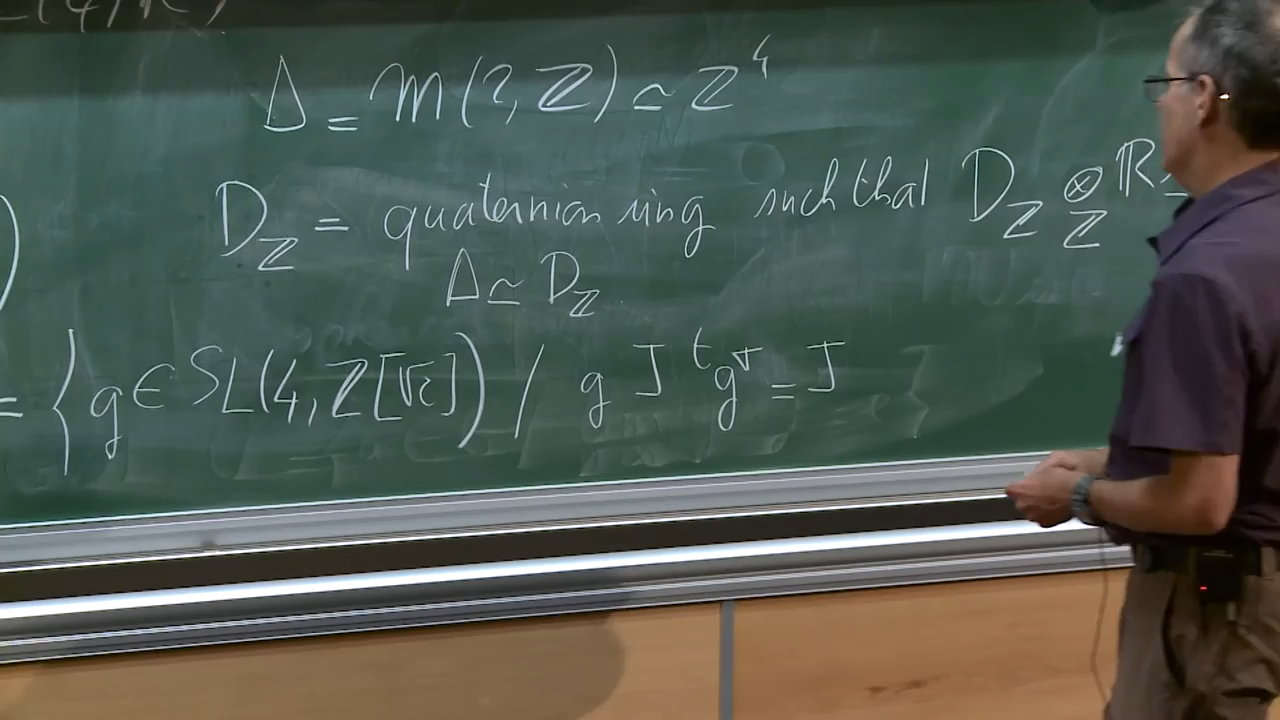 Δ = M(2, ℤ) ≃ ℤ⁴
D_ℤ = quaternion ring such that D_ℤ ⊗_ℤ ℝ ≃
Δ ≃ D_ℤ
= { g ∈ SL(4, ℤ[√2]) / g J ᵗg^σ = J